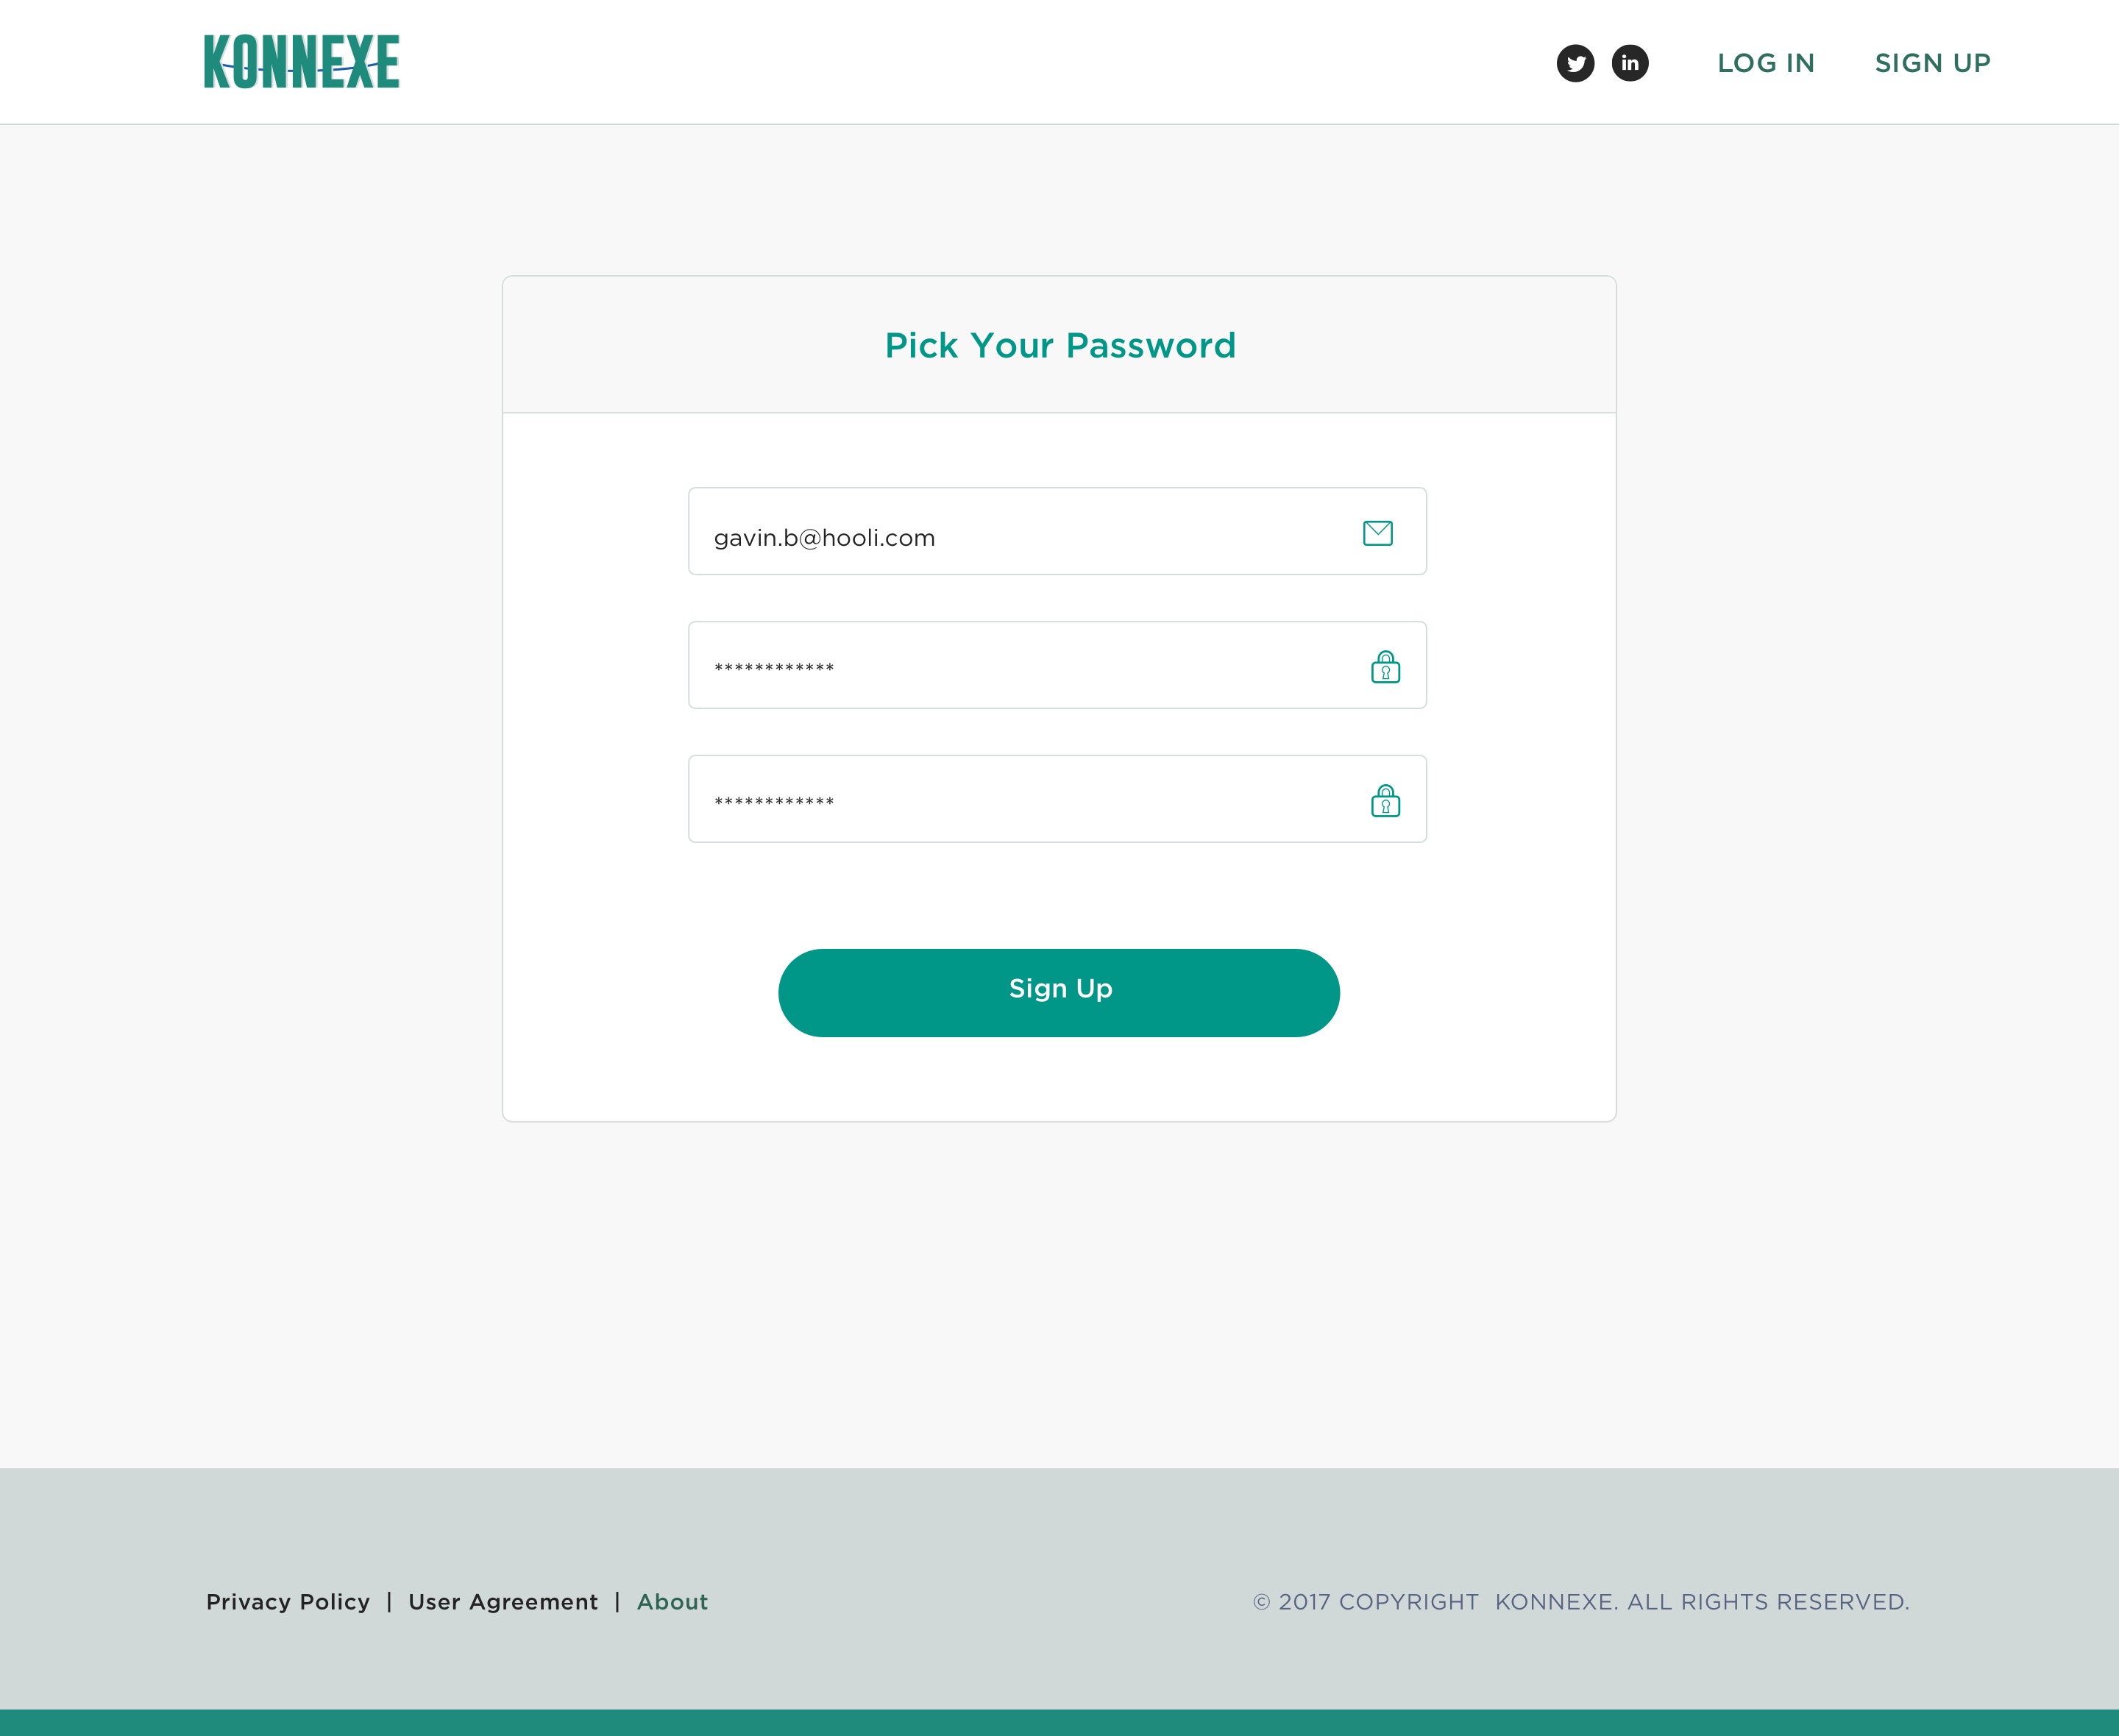 KONNEXE
in LOG IN SIGN UP
Pick Your Password
gavin.b@hooli.com
************
************
Sign Up
Privacy Policy | User Agreement | About
© 2017 COPYRIGHT KONNEXE. ALL RIGHTS RESERVED.